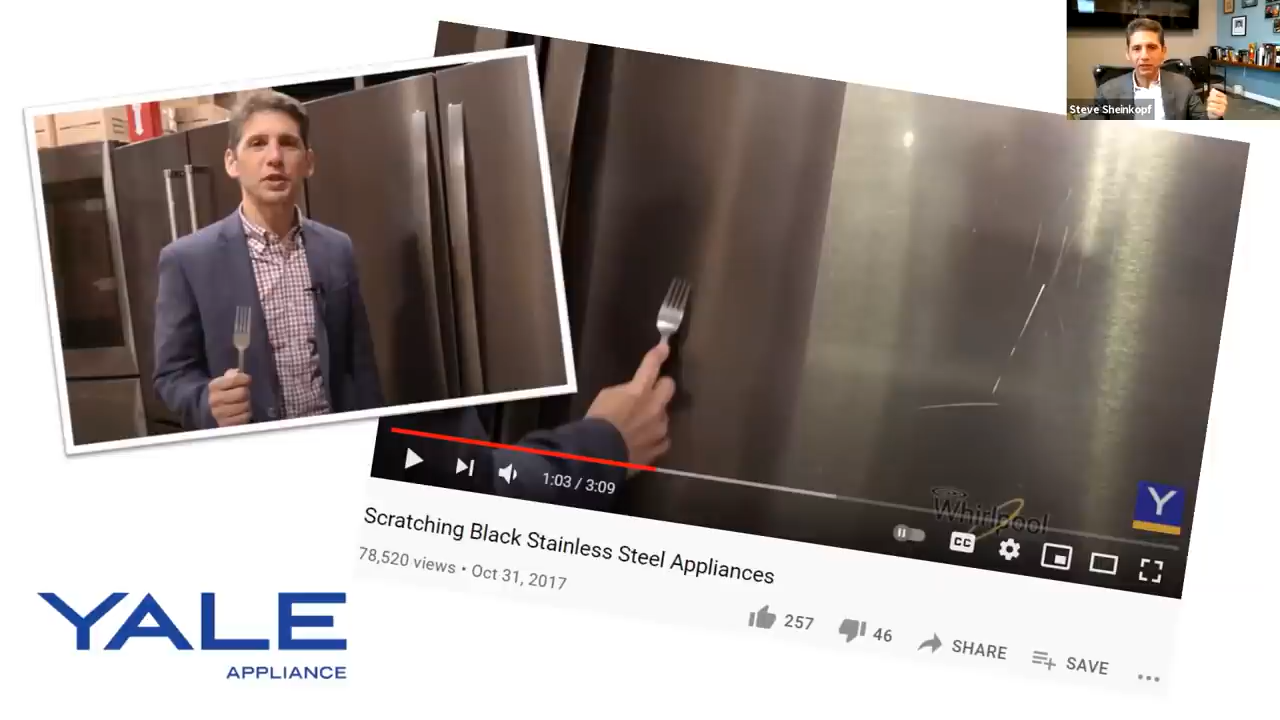 Steve Sheinkopf
1:03 / 3:09
Whirlpool
Y
CC
Scratching Black Stainless Steel Appliances
78,520 views • Oct 31, 2017
257 46 SHARE SAVE
YALE
APPLIANCE